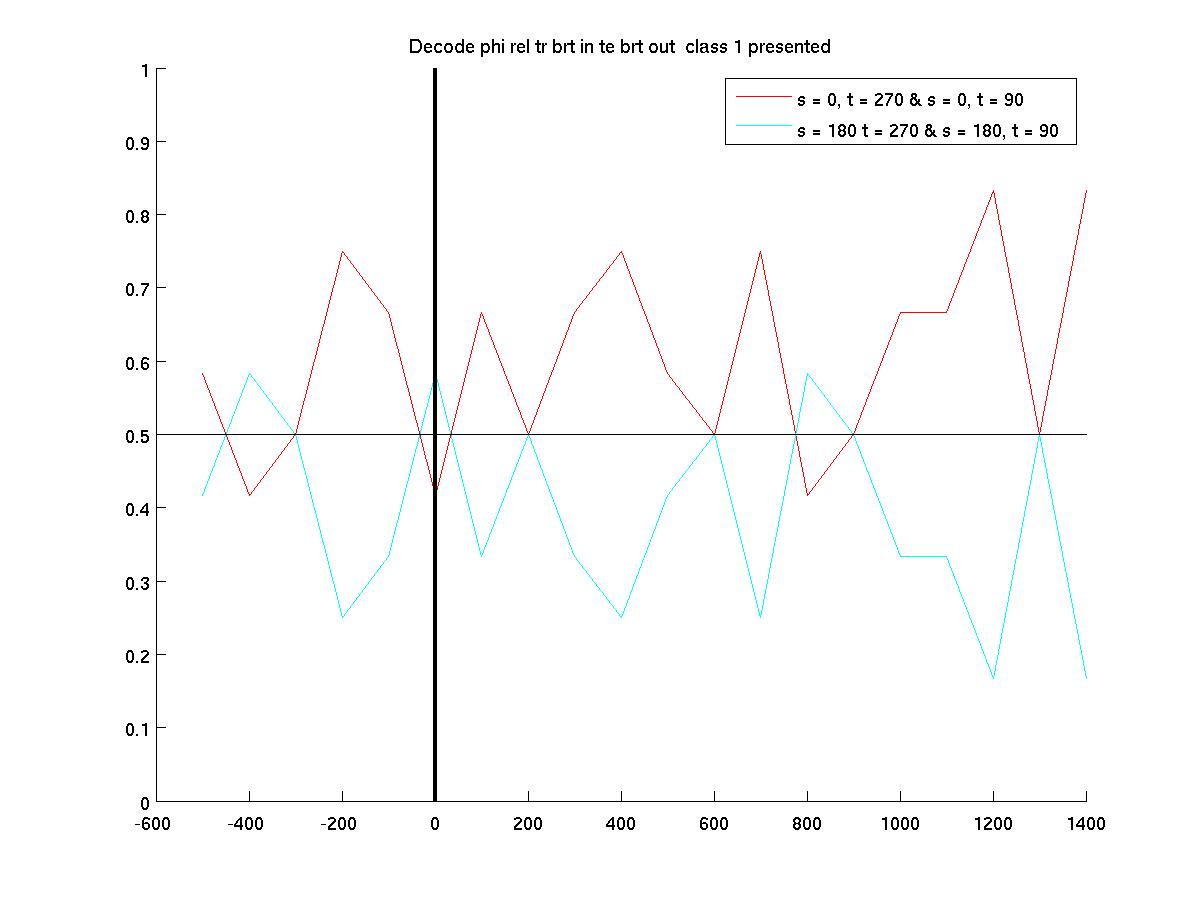 Decode phi rel tr brt in te brt out  class 1 presented
s = 0, t = 270 & s = 0, t = 90
s = 180 t = 270 & s = 180, t = 90
1
0.9
0.8
0.7
0.6
0.5
0.4
0.3
0.2
0.1
0
-600 -400 -200 0 200 400 600 800 1000 1200 1400